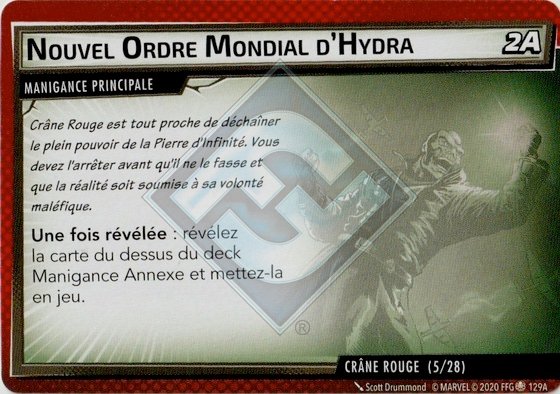 Nouvel Ordre Mondial d'Hydra 2A
Manigance Principale
Crâne Rouge est tout proche de déchaîner
le plein pouvoir de la Pierre d'Infinité. Vous
devez l'arrêter avant qu'il ne le fasse et
que la réalité soit soumise à sa volonté
maléfique.
Une fois révélée : révélez
la carte du dessus du deck
Manigance Annexe et mettez-la
en jeu.
®
Crâne Rouge (5/28)
Scott Drummond © MARVEL © 2020 FFG 129A